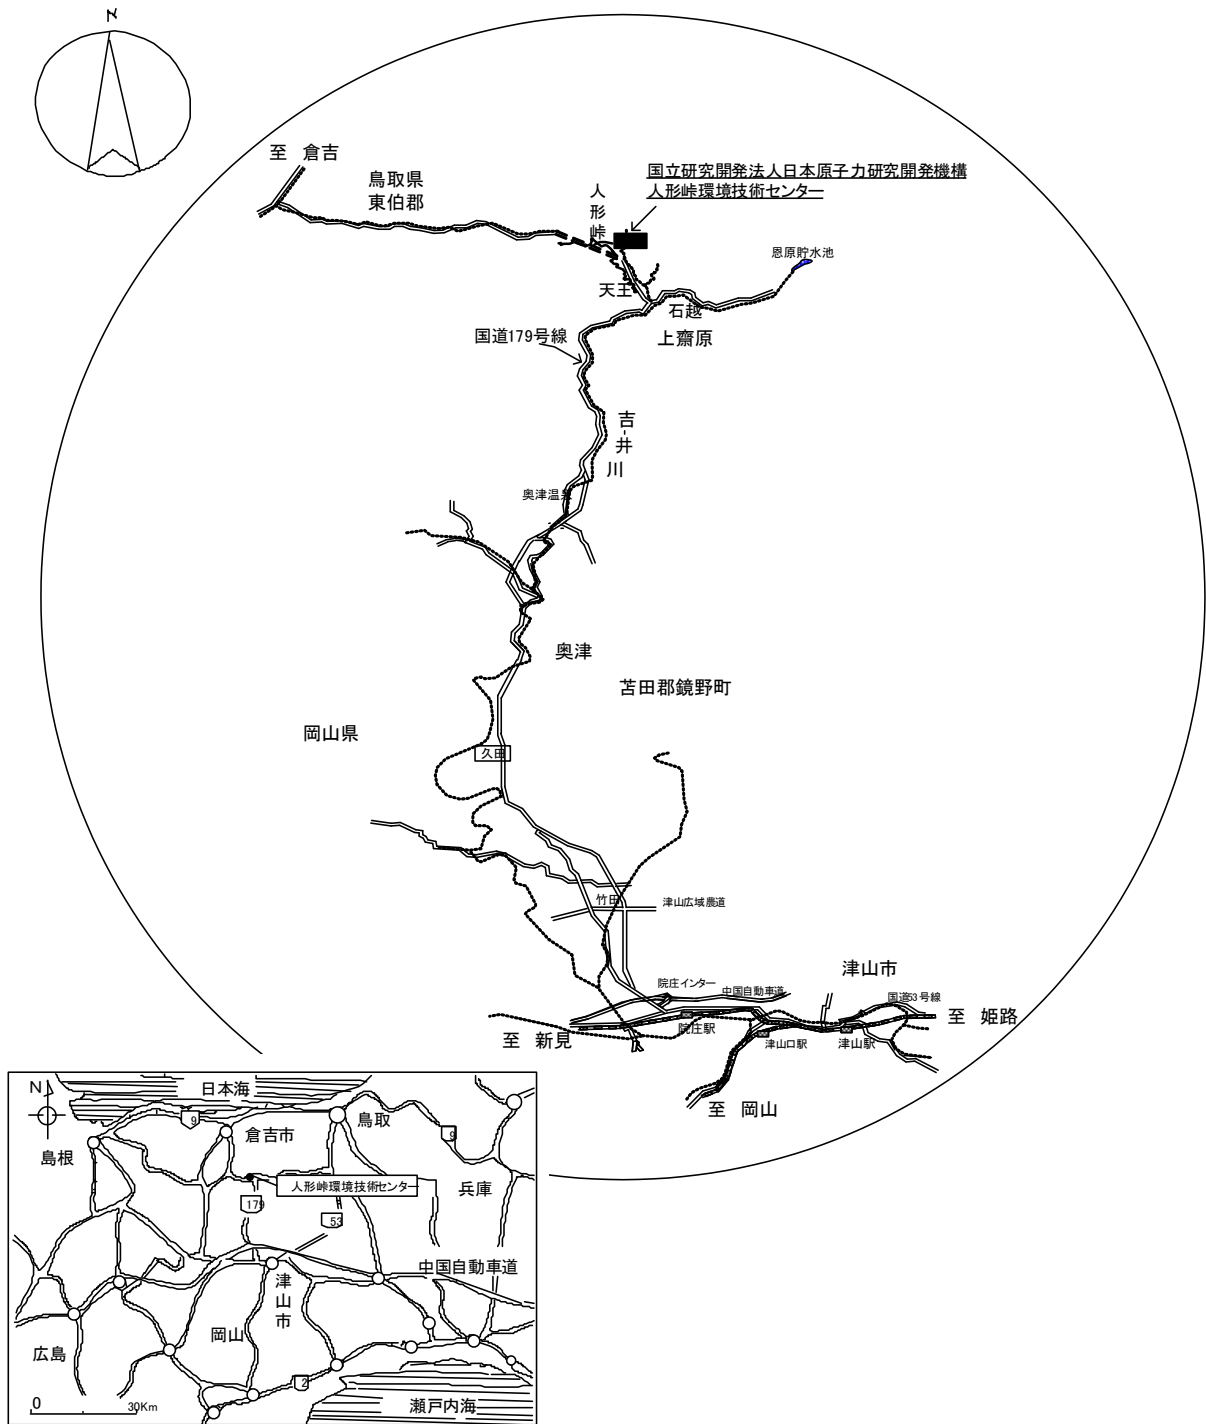 N
至 倉吉
鳥取県
東伯郡
人形峠
国立研究開発法人日本原子力研究開発機構
人形峠環境技術センター
恩原貯水池
天王
石越
上齋原
国道179号線
吉井川
奥津温泉
奥津
苫田郡鏡野町
岡山県
久田
竹田
津山広域農道
津山市
院庄インター
中国自動車道
国道53号線
至 姫路
院庄駅
至 新見
津山口駅
津山駅
至 岡山
N
日本海
9
倉吉市
鳥取
9
島根
人形峠環境技術センター
兵庫
179
53
中国自動車道
津山市
岡山
広島
2
0
30Km
瀬戸内海